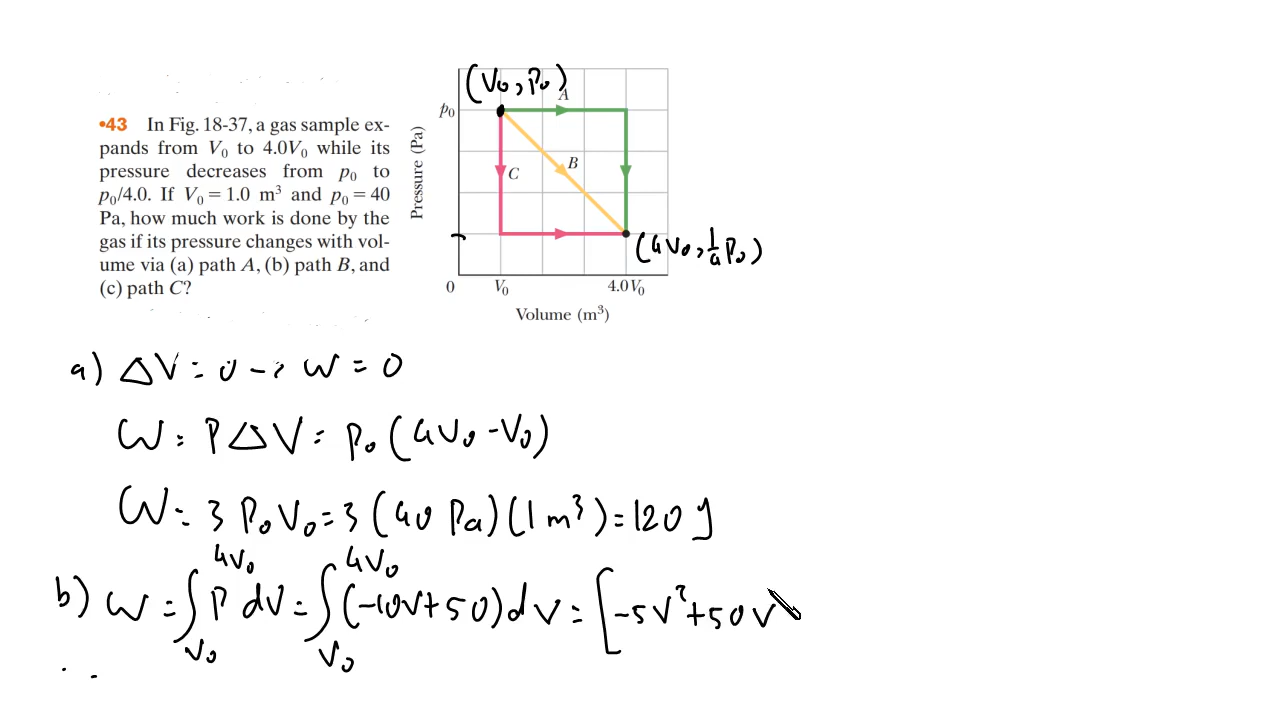 •43 In Fig. 18-37, a gas sample ex-
pands from V₀ to 4.0V₀ while its
pressure decreases from p₀ to
p₀/4.0. If V₀ = 1.0 m³ and p₀ = 40
Pa, how much work is done by the
gas if its pressure changes with vol-
ume via (a) path A, (b) path B, and
(c) path C?
(V₀, P₀)
p₀
A
B
C
Pressure (Pa)
(4V₀, 1/4 P₀)
0
V₀
4.0V₀
Volume (m³)
a) ΔV = 0 → W = 0
W = PΔV = P₀(4V₀ - V₀)
W = 3 P₀V₀ = 3 (40 Pa)(1 m³) = 120 J
b) W = ∫_{V₀}^{4V₀} P dV = ∫_{V₀}^{4V₀} (-10V + 50) dV = [-5V² + 50V